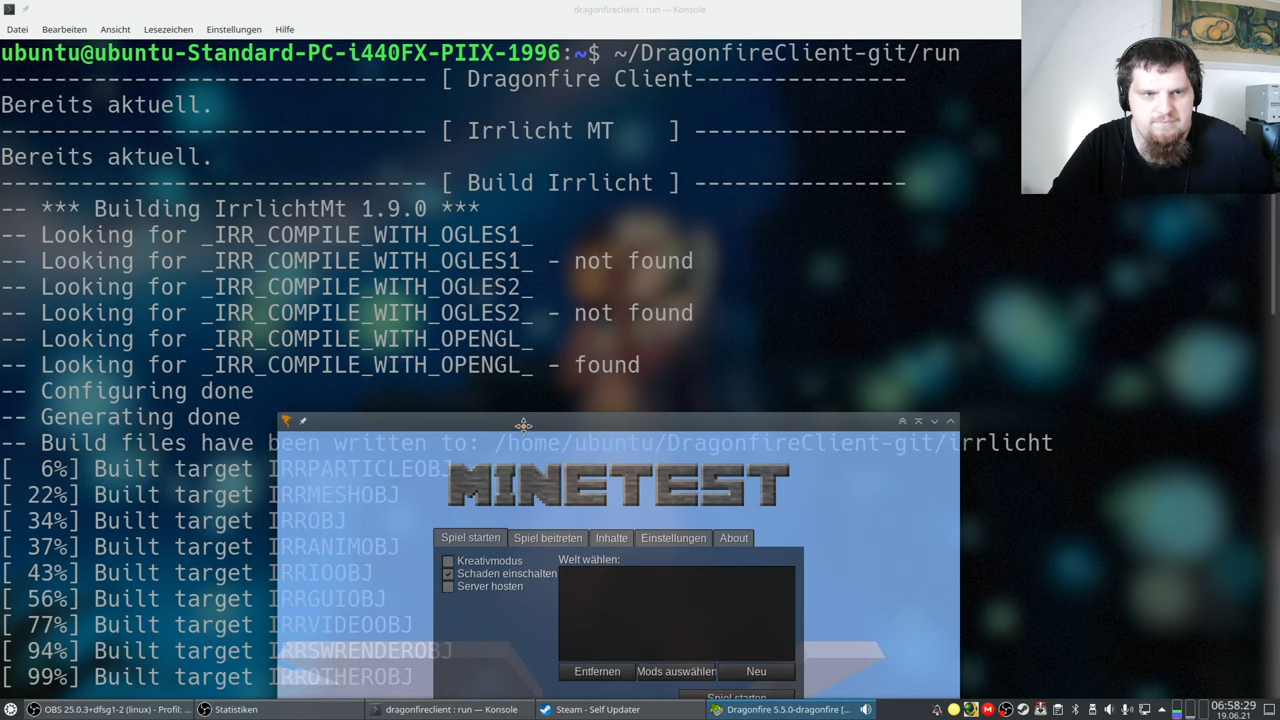 dragonfireclient : run — Konsole
Datei Bearbeiten Ansicht Lesezeichen Einstellungen Hilfe
ubuntu@ubuntu-Standard-PC-i440FX-PIIX-1996:~$ ~/DragonfireClient-git/run
-------------------------------- [ Dragonfire Client----------------
Bereits aktuell.
-------------------------------- [ Irrlicht MT    ] ----------------
Bereits aktuell.
-------------------------------- [ Build Irrlicht ] ----------------
-- *** Building IrrlichtMt 1.9.0 ***
-- Looking for _IRR_COMPILE_WITH_OGLES1_
-- Looking for _IRR_COMPILE_WITH_OGLES1_ - not found
-- Looking for _IRR_COMPILE_WITH_OGLES2_
-- Looking for _IRR_COMPILE_WITH_OGLES2_ - not found
-- Looking for _IRR_COMPILE_WITH_OPENGL_
-- Looking for _IRR_COMPILE_WITH_OPENGL_ - found
-- Configuring done
-- Generating done
-- Build files have been written to: /home/ubuntu/DragonfireClient-git/irrlicht
[  6%] Built target IRRPARTICLEOBJ
[ 22%] Built target IRRMESHOBJ
[ 34%] Built target IRROBJ
[ 37%] Built target IRRANIMOBJ
[ 43%] Built target IRRIOOBJ
[ 56%] Built target IRRGUIOBJ
[ 77%] Built target IRRVIDEOOBJ
[ 94%] Built target IRRSWRENDEROBJ
[ 99%] Built target IRROTHEROBJ
MINETEST
Spiel starten Spiel beitreten Inhalte Einstellungen About
Kreativmodus
Schaden einschalten
Server hosten
Welt wählen:
Entfernen Mods auswählen Neu
Spiel starten
OBS 25.0.3+dfsg1-2 (linux) - Profil: ... Statistiken dragonfireclient : run — Konsole Steam - Self Updater Dragonfire 5.5.0-dragonfire [... 06:58:29
19.06.21